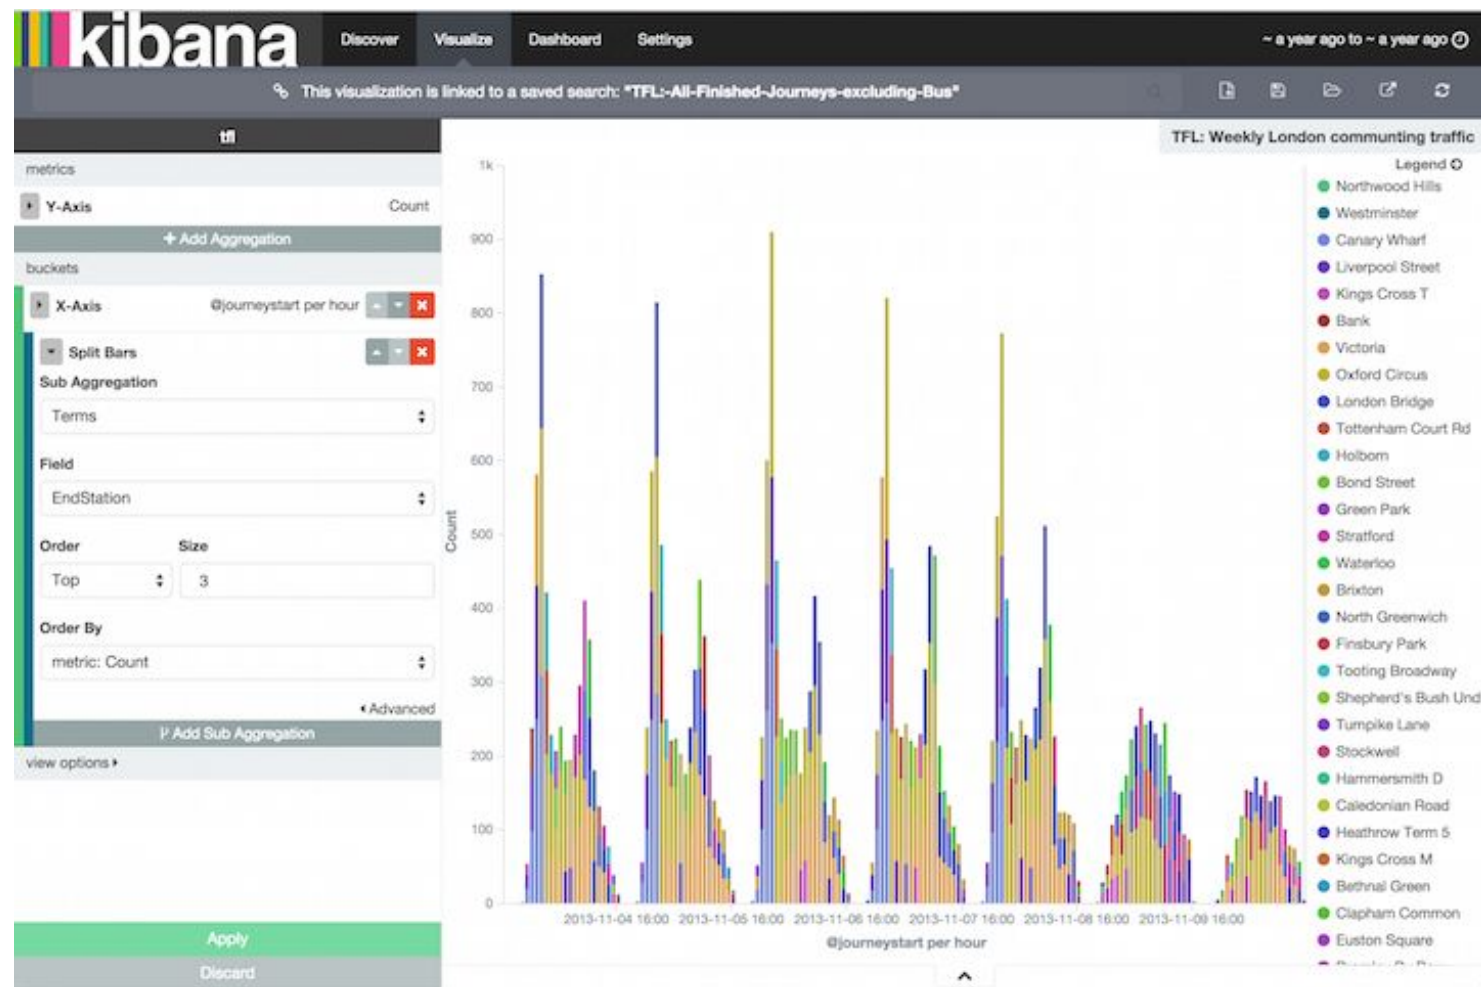 kibana Discover Visualize Dashboard Settings ~ a year ago to ~ a year ago
This visualization is linked to a saved search: "TFL:-All-Finished-Journeys-excluding-Bus"
tfl
metrics
Y-Axis Count
+ Add Aggregation
buckets
X-Axis @journeystart per hour
Split Bars
Sub Aggregation
Terms
Field
EndStation
Order Size
Top 3
Order By
metric: Count
Advanced
Add Sub Aggregation
view options
Apply
Discard
TFL: Weekly London communting traffic
Legend
1k
900
800
700
600
500
400
300
200
100
0
Count
2013-11-04 16:00 2013-11-05 16:00 2013-11-06 16:00 2013-11-07 16:00 2013-11-08 16:00 2013-11-09 16:00
@journeystart per hour
Northwood Hills
Westminster
Canary Wharf
Liverpool Street
Kings Cross T
Bank
Victoria
Oxford Circus
London Bridge
Tottenham Court Rd
Holborn
Bond Street
Green Park
Stratford
Waterloo
Brixton
North Greenwich
Finsbury Park
Tooting Broadway
Shepherd's Bush Und
Turnpike Lane
Stockwell
Hammersmith D
Caledonian Road
Heathrow Term 5
Kings Cross M
Bethnal Green
Clapham Common
Euston Square